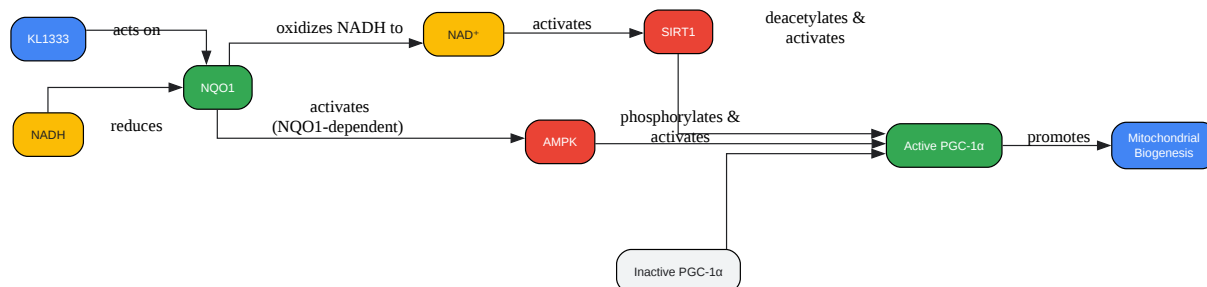 KL1333
acts on
NADH
reduces
NQO1
oxidizes NADH to
NAD⁺
activates
SIRT1
deacetylates &
activates
activates
(NQO1-dependent)
AMPK
phosphorylates &
activates
Inactive PGC-1α
Active PGC-1α
promotes
Mitochondrial
Biogenesis